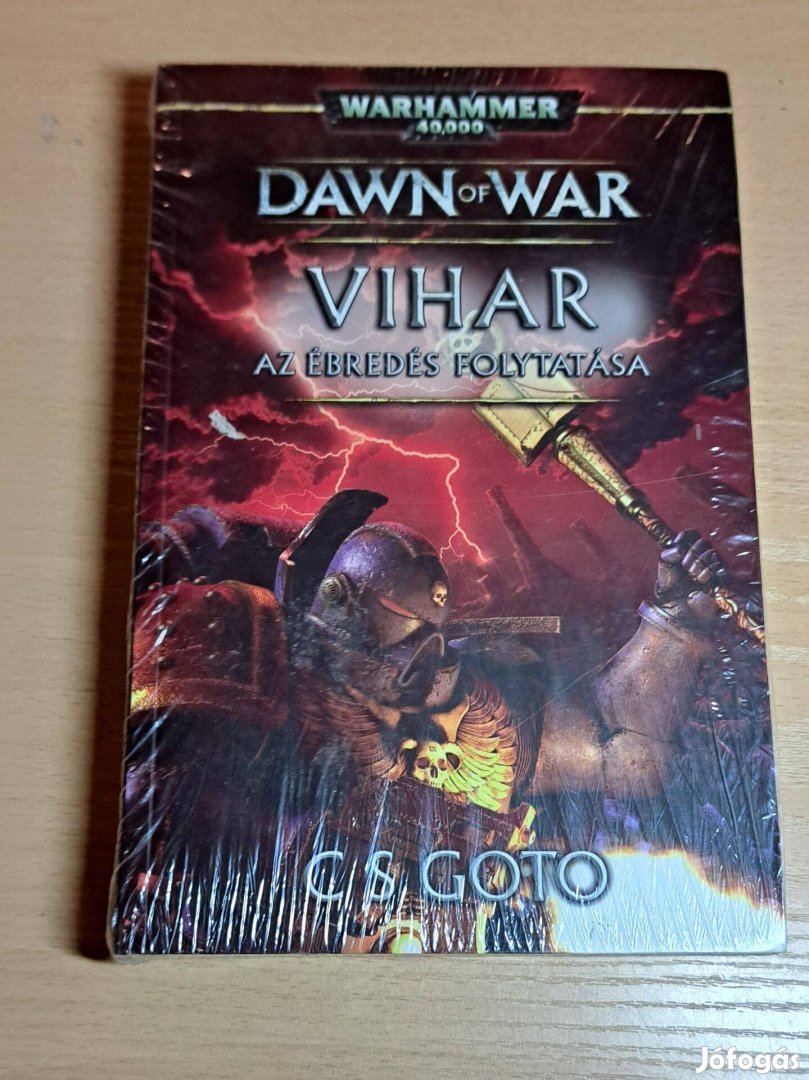 WARHAMMER
40,000
DAWN OF WAR
VIHAR
AZ ÉBREDÉS FOLYTATÁSA
C S GOTO
Jófogás